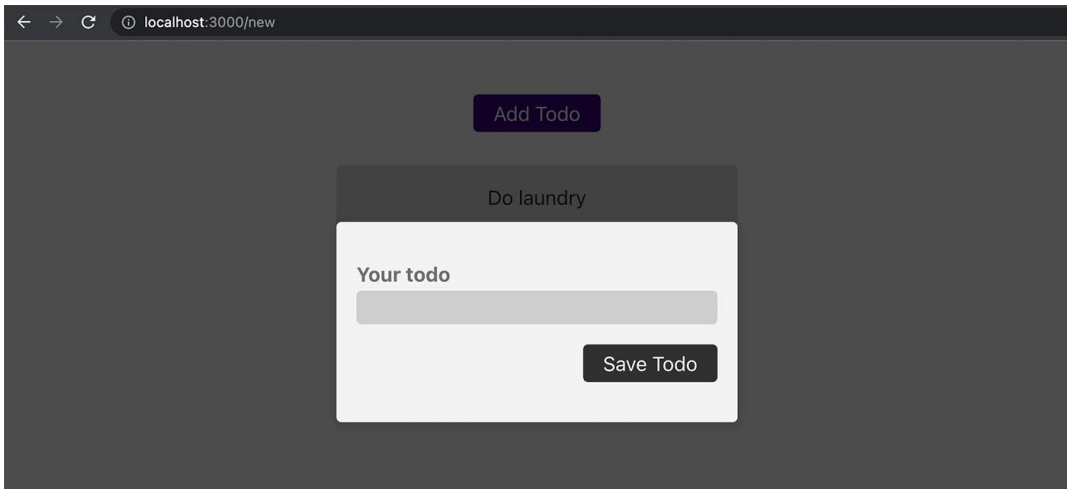 localhost:3000/new
Add Todo
Do laundry
Your todo
Save Todo